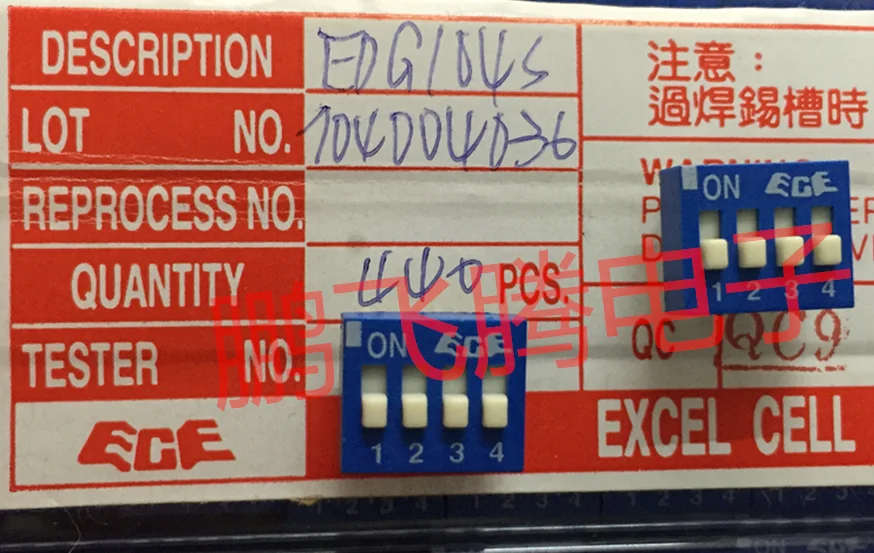 DESCRIPTION EDG104S
LOT NO. 104D04D36
REPROCESS NO.
QUANTITY 440 PCS.
TESTER NO.
ECE
注意：
過焊錫槽時
QC QC9
EXCEL CELL
ON ECE
1 2 3 4
ON ECE
1 2 3 4
鹏飞腾电子